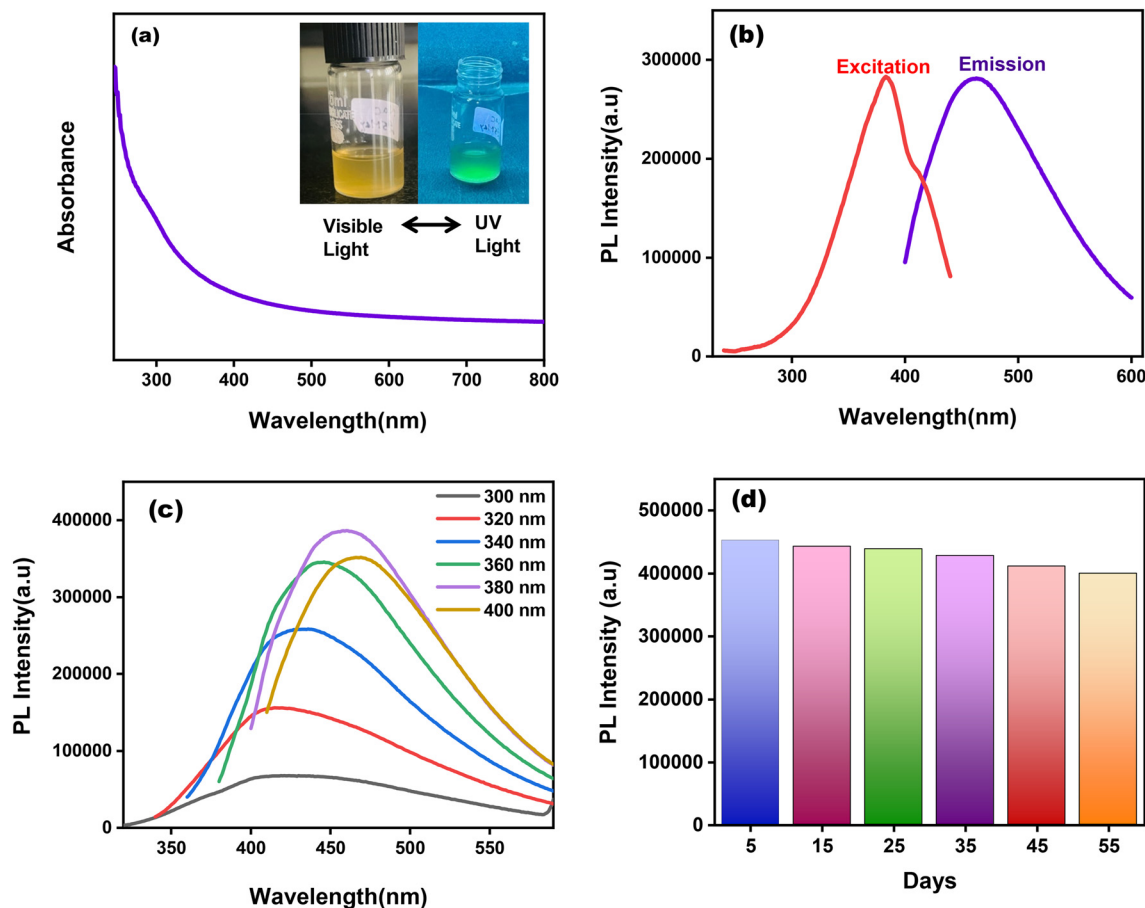 (a)
Absorbance
5ml
Visible
Light
UV
Light
300
400
500
600
700
800
Wavelength(nm)
(b)
PL Intensity(a.u)
300000
200000
100000
0
Excitation
Emission
300
400
500
600
Wavelength(nm)
(c)
PL Intensity(a.u)
400000
300000
200000
100000
0
300 nm
320 nm
340 nm
360 nm
380 nm
400 nm
350
400
450
500
550
Wavelength(nm)
(d)
PL Intensity (a.u)
500000
400000
300000
200000
100000
0
5
15
25
35
45
55
Days